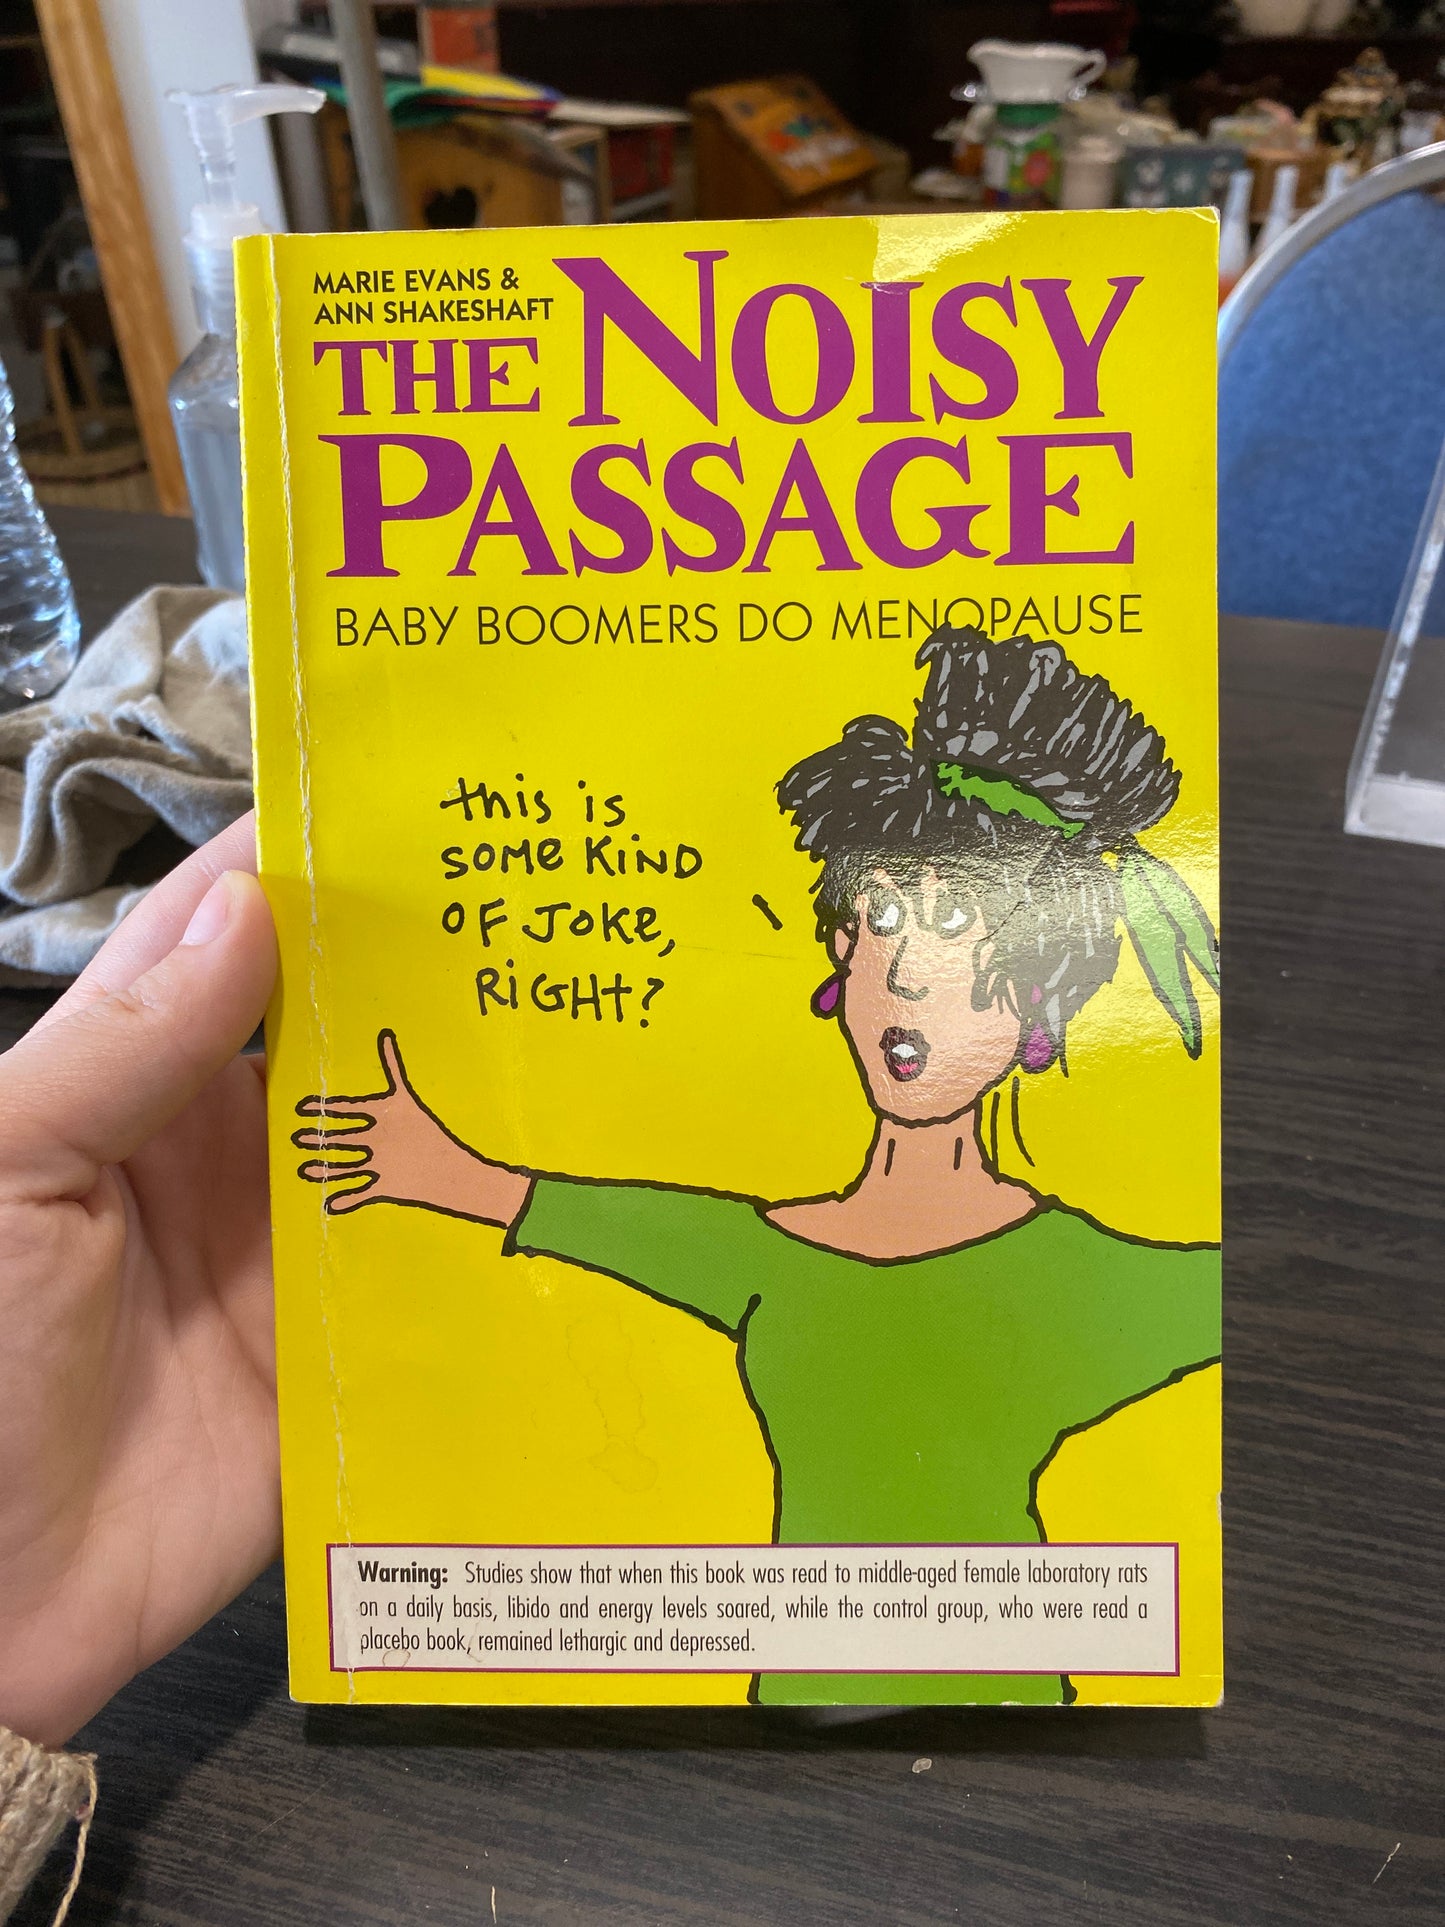 MARIE EVANS &
ANN SHAKESHAFT
THE NOISY
PASSAGE
BABY BOOMERS DO MENOPAUSE
this is
SOME KIND
OF JOKE,
RIGHT?
Warning: Studies show that when this book was read to middle-aged female laboratory rats
on a daily basis, libido and energy levels soared, while the control group, who were read a
placebo book, remained lethargic and depressed.